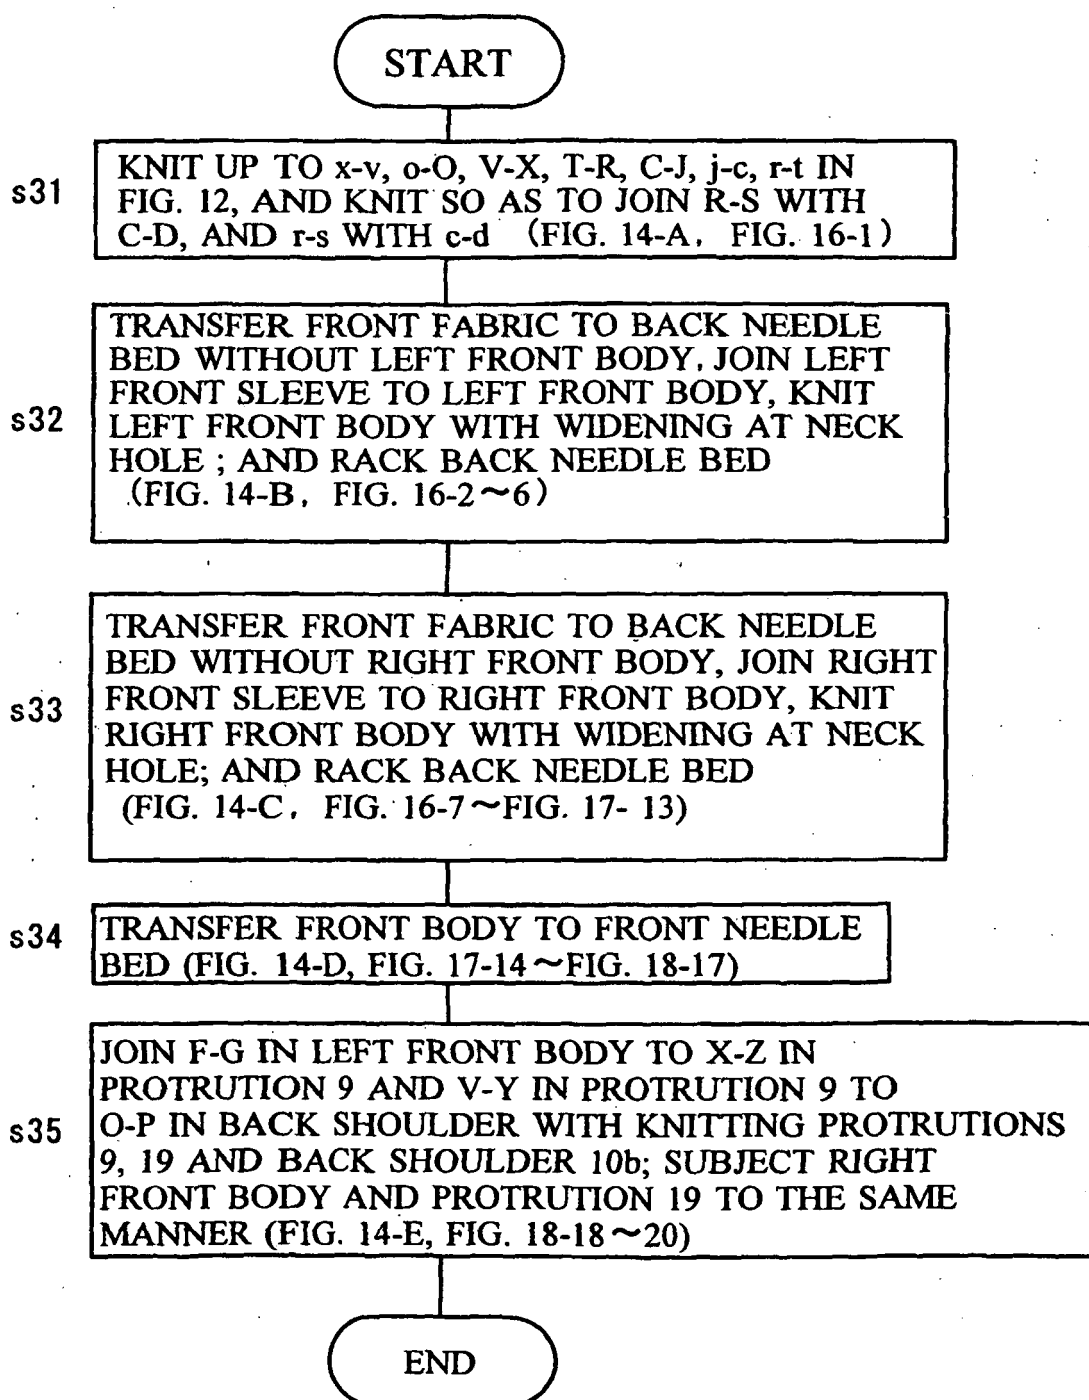 START
s31
KNIT UP TO x-v, o-O, V-X, T-R, C-J, j-c, r-t IN
FIG. 12, AND KNIT SO AS TO JOIN R-S WITH
C-D, AND r-s WITH c-d (FIG. 14-A, FIG. 16-1)
s32
TRANSFER FRONT FABRIC TO BACK NEEDLE
BED WITHOUT LEFT FRONT BODY, JOIN LEFT
FRONT SLEEVE TO LEFT FRONT BODY, KNIT
LEFT FRONT BODY WITH WIDENING AT NECK
HOLE ; AND RACK BACK NEEDLE BED
(FIG. 14-B, FIG. 16-2~6)
s33
TRANSFER FRONT FABRIC TO BACK NEEDLE
BED WITHOUT RIGHT FRONT BODY, JOIN RIGHT
FRONT SLEEVE TO RIGHT FRONT BODY, KNIT
RIGHT FRONT BODY WITH WIDENING AT NECK
HOLE; AND RACK BACK NEEDLE BED
(FIG. 14-C, FIG. 16-7~FIG. 17- 13)
s34
TRANSFER FRONT BODY TO FRONT NEEDLE
BED (FIG. 14-D, FIG. 17-14~FIG. 18-17)
s35
JOIN F-G IN LEFT FRONT BODY TO X-Z IN
PROTRUTION 9 AND V-Y IN PROTRUTION 9 TO
O-P IN BACK SHOULDER WITH KNITTING PROTRUTIONS
9, 19 AND BACK SHOULDER 10b; SUBJECT RIGHT
FRONT BODY AND PROTRUTION 19 TO THE SAME
MANNER (FIG. 14-E, FIG. 18-18~20)
END